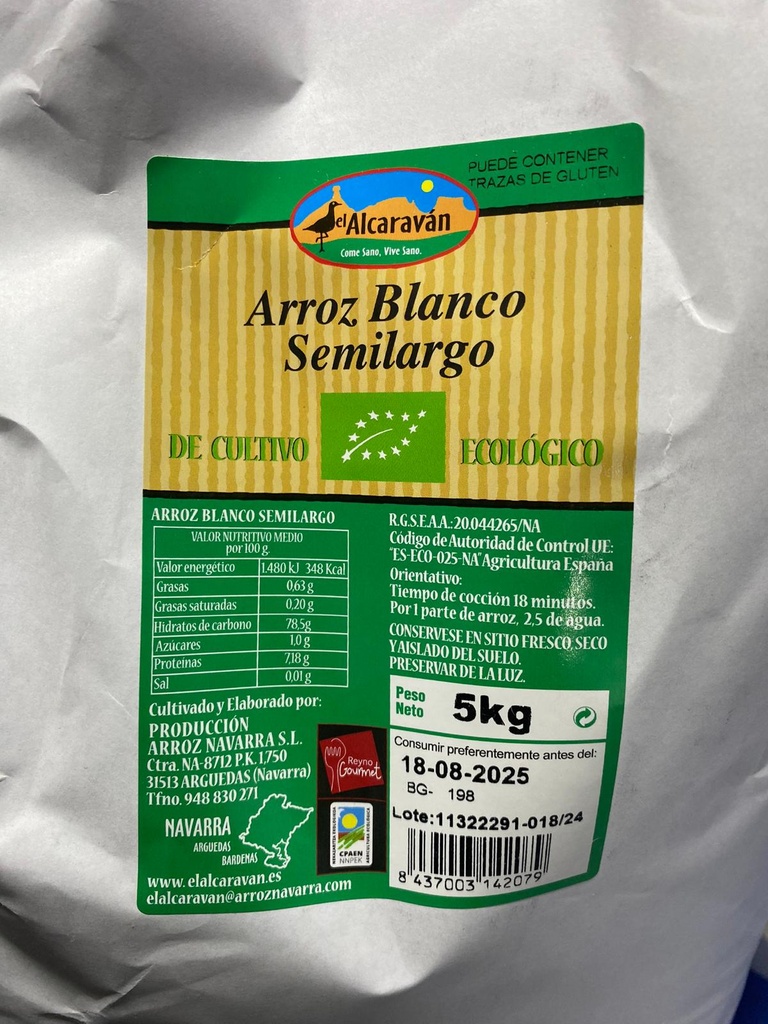 PUEDE CONTENER
TRAZAS DE GLUTEN
el Alcaraván
Come Sano, Vive Sano.
Arroz Blanco
Semilargo
DE CULTIVO ECOLÓGICO
ARROZ BLANCO SEMILARGO
VALOR NUTRITIVO MEDIO
por 100 g.
Valor energético 1.480 kJ 348 Kcal
Grasas 0,63 g
Grasas saturadas 0,20 g
Hidratos de carbono 78,5g
Azúcares 1,0 g
Proteínas 7,18 g
Sal 0,01 g
Cultivado y Elaborado por:
PRODUCCIÓN
ARROZ NAVARRA S.L.
Ctra. NA-8712 P.K. 1,750
31513 ARGUEDAS (Navarra)
Tfno. 948 830 271
NAVARRA
ARGUEDAS
BARDENAS
www.elalcaravan.es
elalcaravan@arroznavarra.com
Reyno
Gourmet
NEKAZARITZA EKOLOGIKOA
CPAEN
NNPEK
AGRICULTURA ECOLÓGICA
R.G.S.E.A.A.:20.044265/NA
Código de Autoridad de Control UE:
"ES-ECO-025-NA" Agricultura España
Orientativo:
Tiempo de cocción 18 minutos.
Por 1 parte de arroz, 2,5 de agua.
CONSERVESE EN SITIO FRESCO, SECO
Y AISLADO DEL SUELO.
PRESERVAR DE LA LUZ.
Peso
Neto 5kg
Consumir preferentemente antes del:
18-08-2025
BG- 198
Lote:11322291-018/24
8 437003 142079